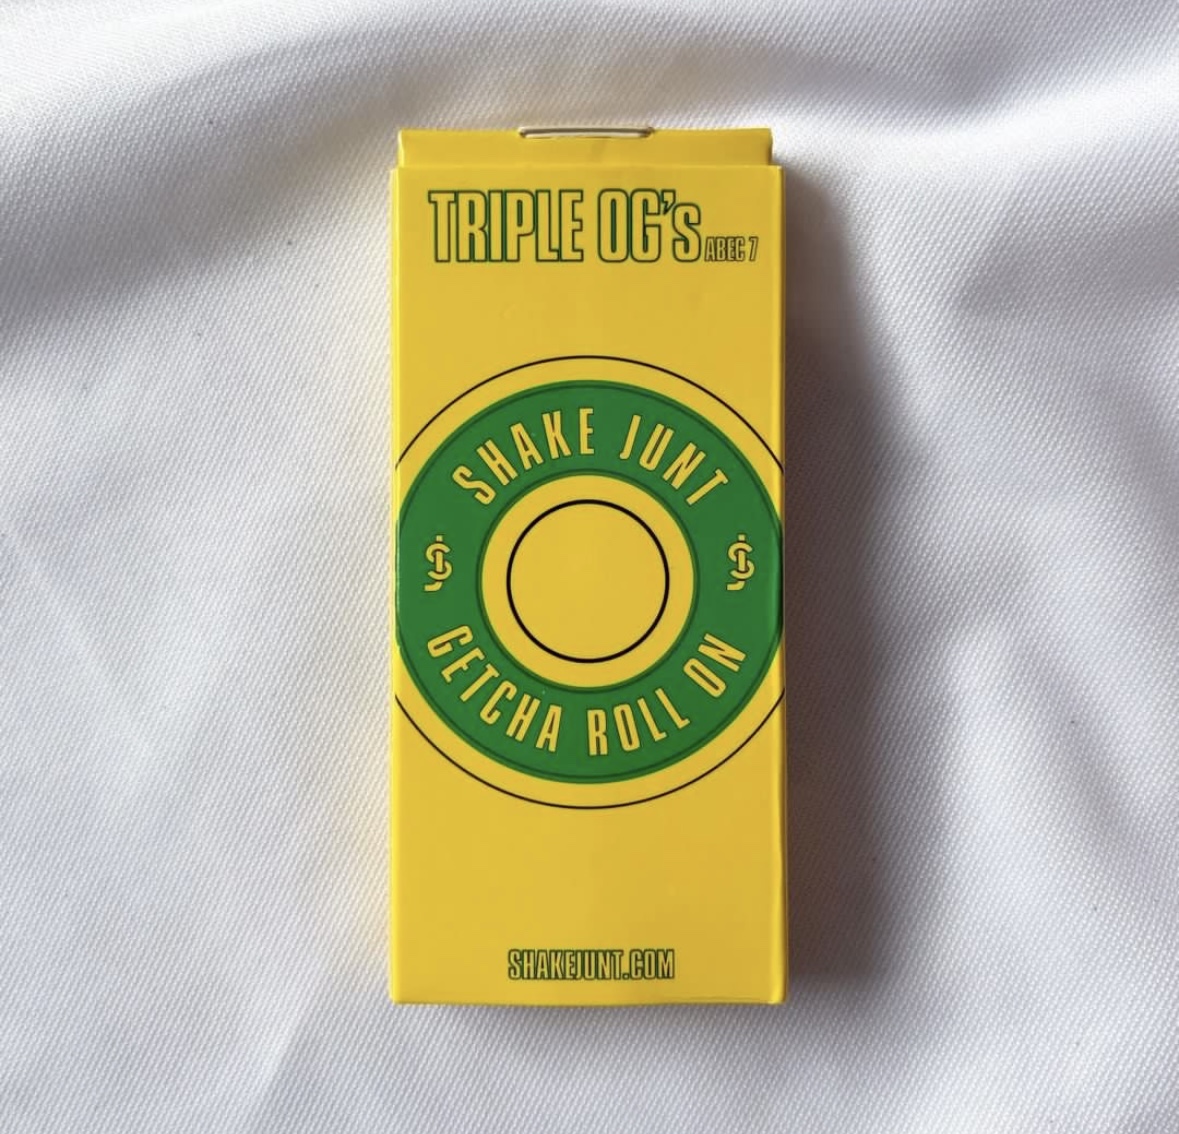 TRIPLE OG's ABEC 7
SHAKE JUNT
GETCHA ROLL ON
SHAKEJUNT.COM